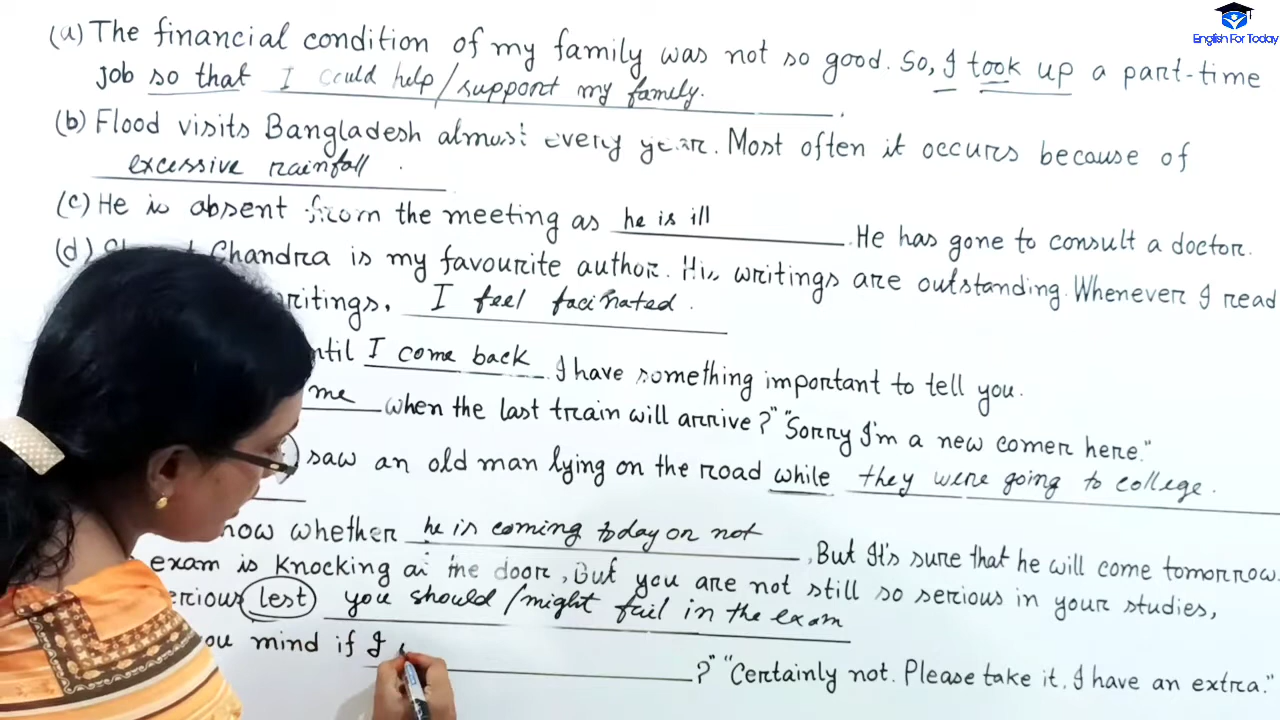 English For Today
(a) The financial condition of my family was not so good. So, I took up a part-time
job so that I could help/support my family.
(b) Flood visits Bangladesh almost every year. Most often it occurs because of
excessive rainfall.
(c) He is absent from the meeting as he is ill. He has gone to consult a doctor.
(d) Chandra is my favourite author. His writings are outstanding. Whenever I read
writings, I feel facinated.
until I come back. I have something important to tell you.
me when the last train will arrive?" "Sorry I'm a new comer here."
saw an old man lying on the road while they were going to college.
know whether he is coming today or not. But It's sure that he will come tomorrow.
exam is knocking at the door, But you are not still so serious in your studies,
serious lest you should/might fail in the exam
you mind if I ?" "Certainly not. Please take it. I have an extra."